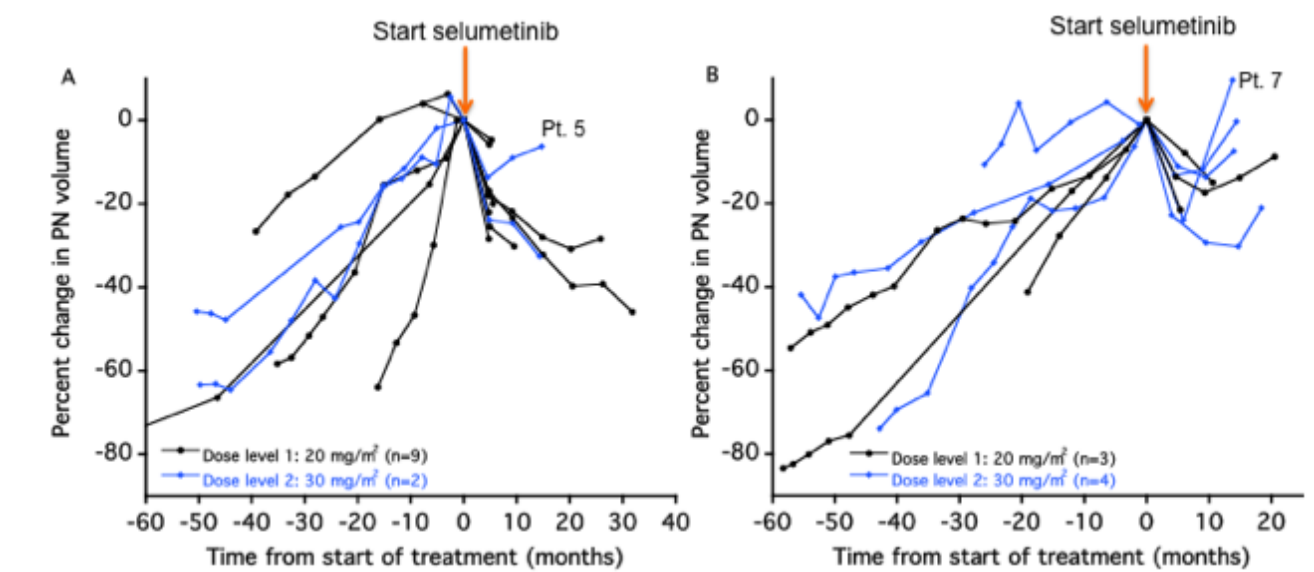 Start selumetinib
Start selumetinib
A
Percent change in PN volume
0
-20
-40
-60
-80
Pt. 5
Dose level 1: 20 mg/m² (n=9)
Dose level 2: 30 mg/m² (n=2)
-60 -50 -40 -30 -20 -10 0 10 20 30 40
Time from start of treatment (months)
B
Percent change in PN volume
0
-20
-40
-60
-80
Pt. 7
Dose level 1: 20 mg/m² (n=3)
Dose level 2: 30 mg/m² (n=4)
-60 -50 -40 -30 -20 -10 0 10 20
Time from start of treatment (months)